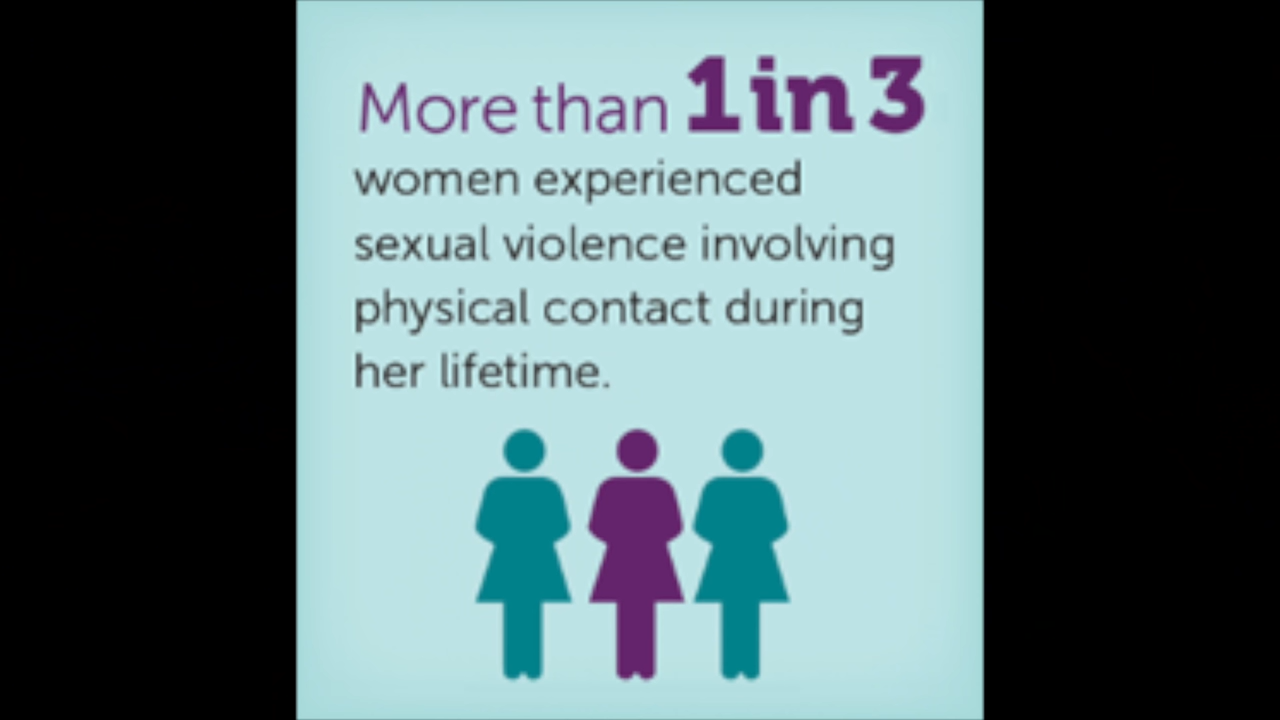 More than 1 in 3
women experienced
sexual violence involving
physical contact during
her lifetime.